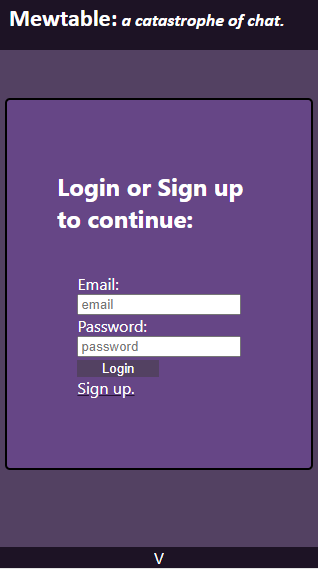 Mewtable: a catastrophe of chat.
Login or Sign up
to continue:
Email:
email
Password:
password
Login
Sign up.
V